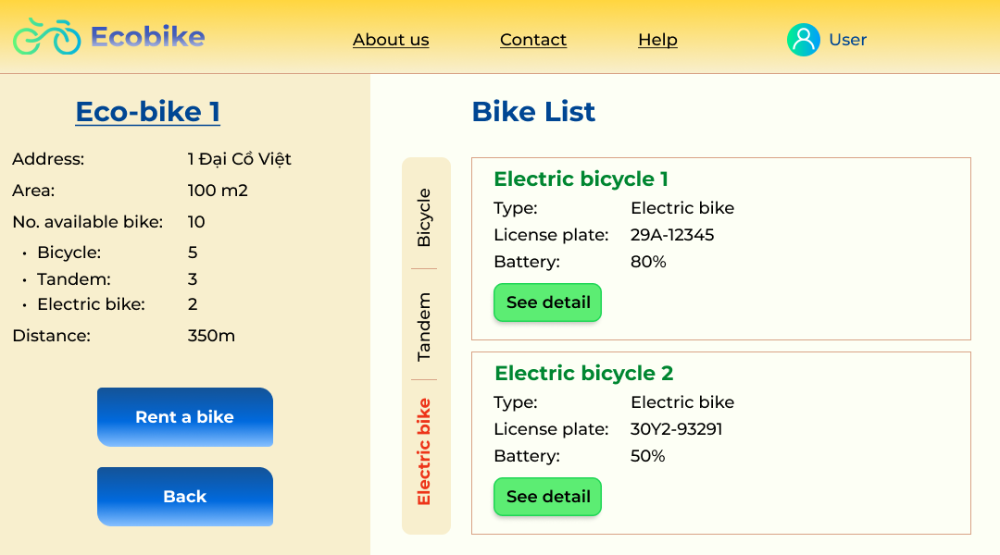 Ecobike
About us
Contact
Help
User
Eco-bike 1
Address: 1 Đại Cồ Việt
Area: 100 m2
No. available bike: 10
• Bicycle: 5
• Tandem: 3
• Electric bike: 2
Distance: 350m
Rent a bike
Back
Bike List
Bicycle
Tandem
Electric bike
Electric bicycle 1
Type: Electric bike
License plate: 29A-12345
Battery: 80%
See detail
Electric bicycle 2
Type: Electric bike
License plate: 30Y2-93291
Battery: 50%
See detail